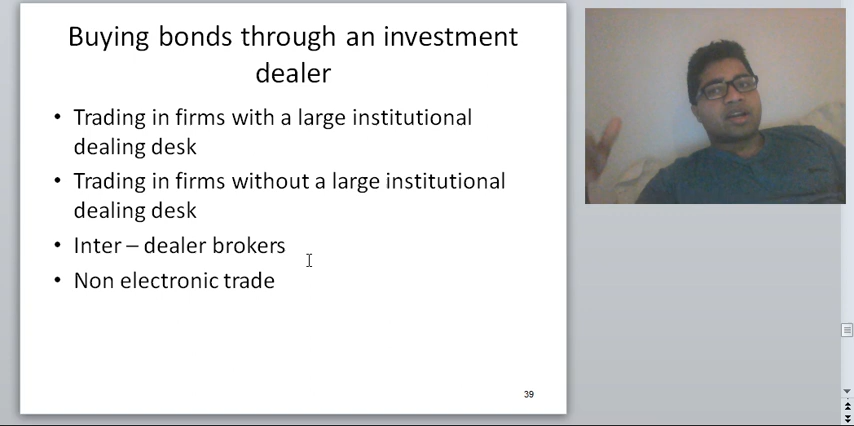 Buying bonds through an investment
dealer
• Trading in firms with a large institutional
dealing desk
• Trading in firms without a large institutional
dealing desk
• Inter – dealer brokers
• Non electronic trade
39